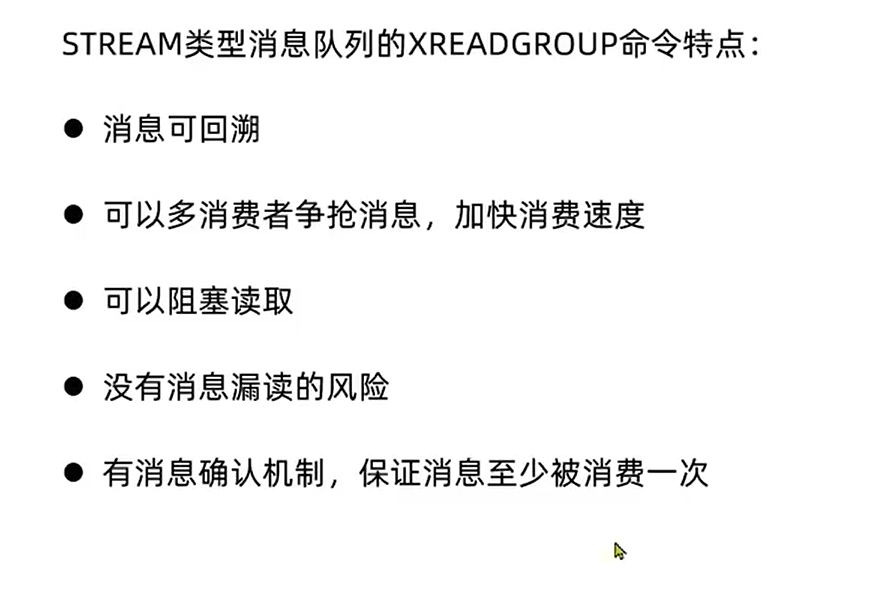 STREAM类型消息队列的XREADGROUP命令特点：
● 消息可回溯
● 可以多消费者争抢消息，加快消费速度
● 可以阻塞读取
● 没有消息漏读的风险
● 有消息确认机制，保证消息至少被消费一次